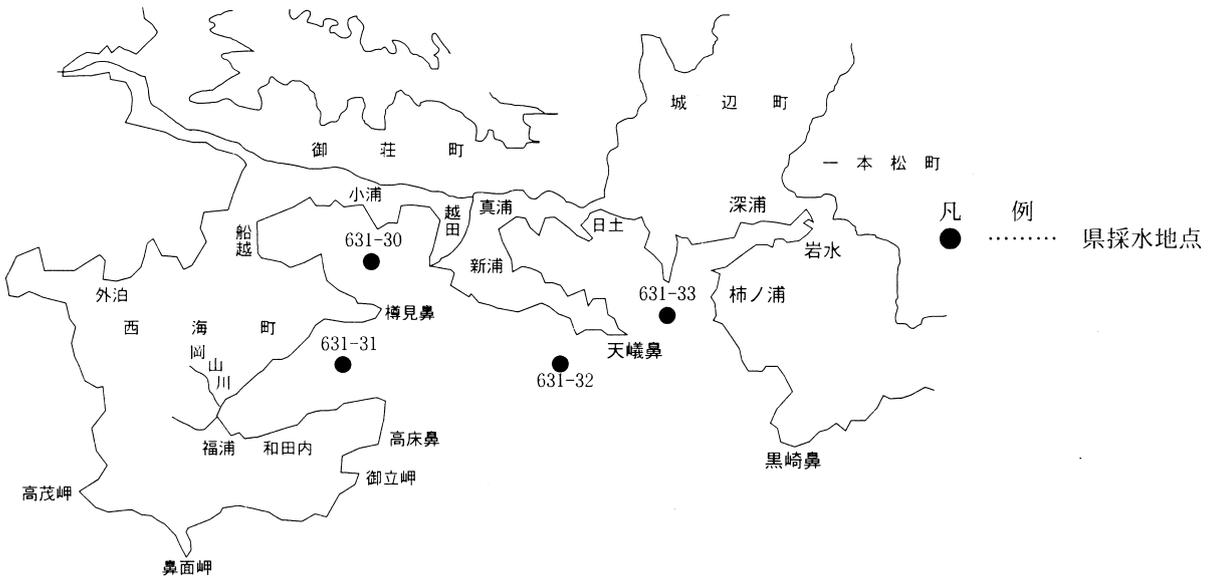 城辺町
御荘町
一本松町
小浦
越田
真浦
深浦
凡例
船越
日土
631-30
県採水地点
岩水
新浦
外泊
631-33
柿ノ浦
樽見鼻
西海町
631-31
岡山川
天嶬鼻
631-32
高床鼻
福浦
和田内
黒崎鼻
御立岬
高茂岬
鼻面岬